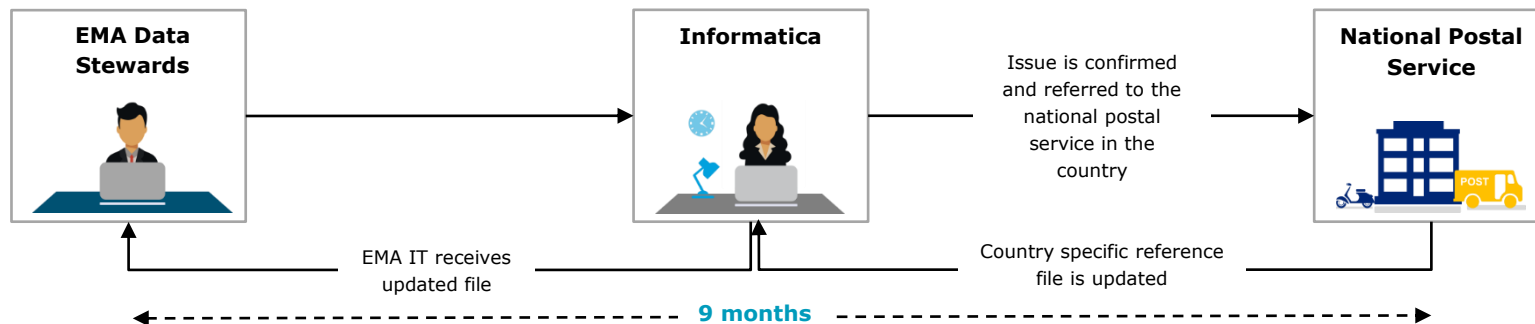 EMA Data
Stewards
Informatica
National Postal
Service
Issue is confirmed
and referred to the
national postal
service in the
country
POST
EMA IT receives
updated file
Country specific reference
file is updated
9 months